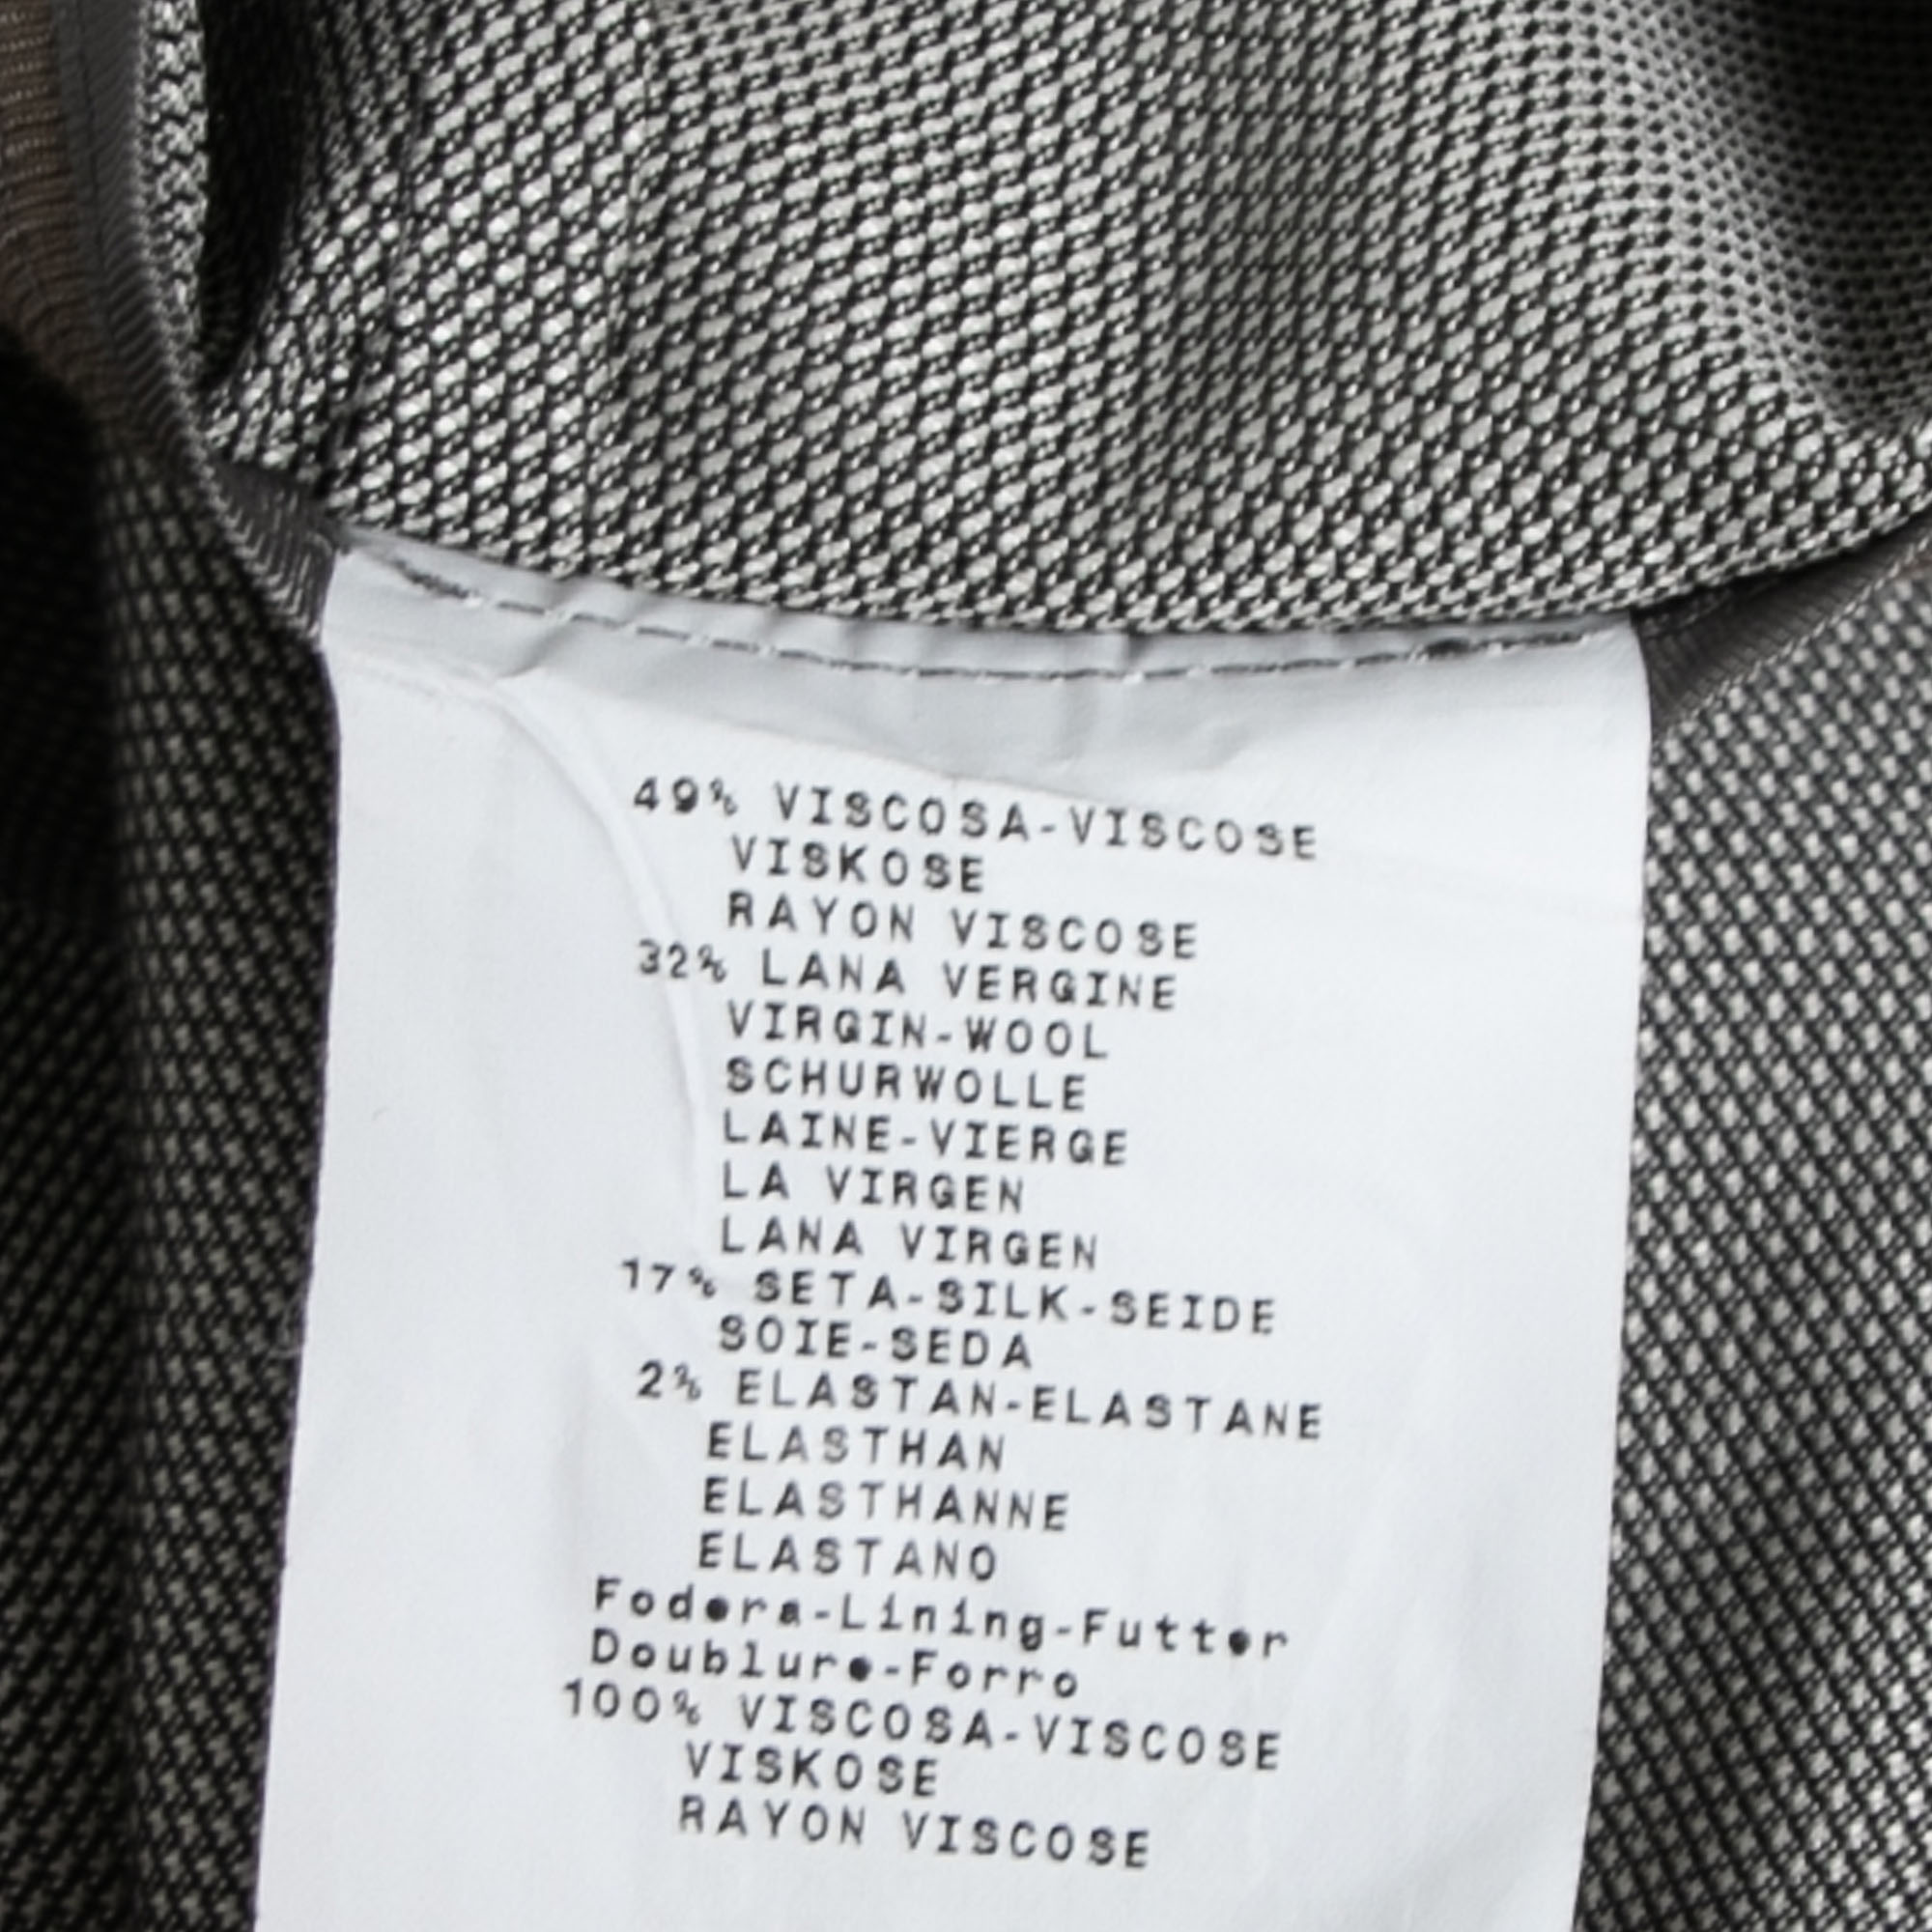 49% VISCOSA-VISCOSE
VISKOSE
RAYON VISCOSE
32% LANA VERGINE
VIRGIN-WOOL
SCHURWOLLE
LAINE-VIERGE
LA VIRGEN
LANA VIRGEN
17% SETA-SILK-SEIDE
SOIE-SEDA
2% ELASTAN-ELASTANE
ELASTHAN
ELASTHANNE
ELASTANO
Fodera-Lining-Futter
Doublure-Forro
100% VISCOSA-VISCOSE
VISKOSE
RAYON VISCOSE